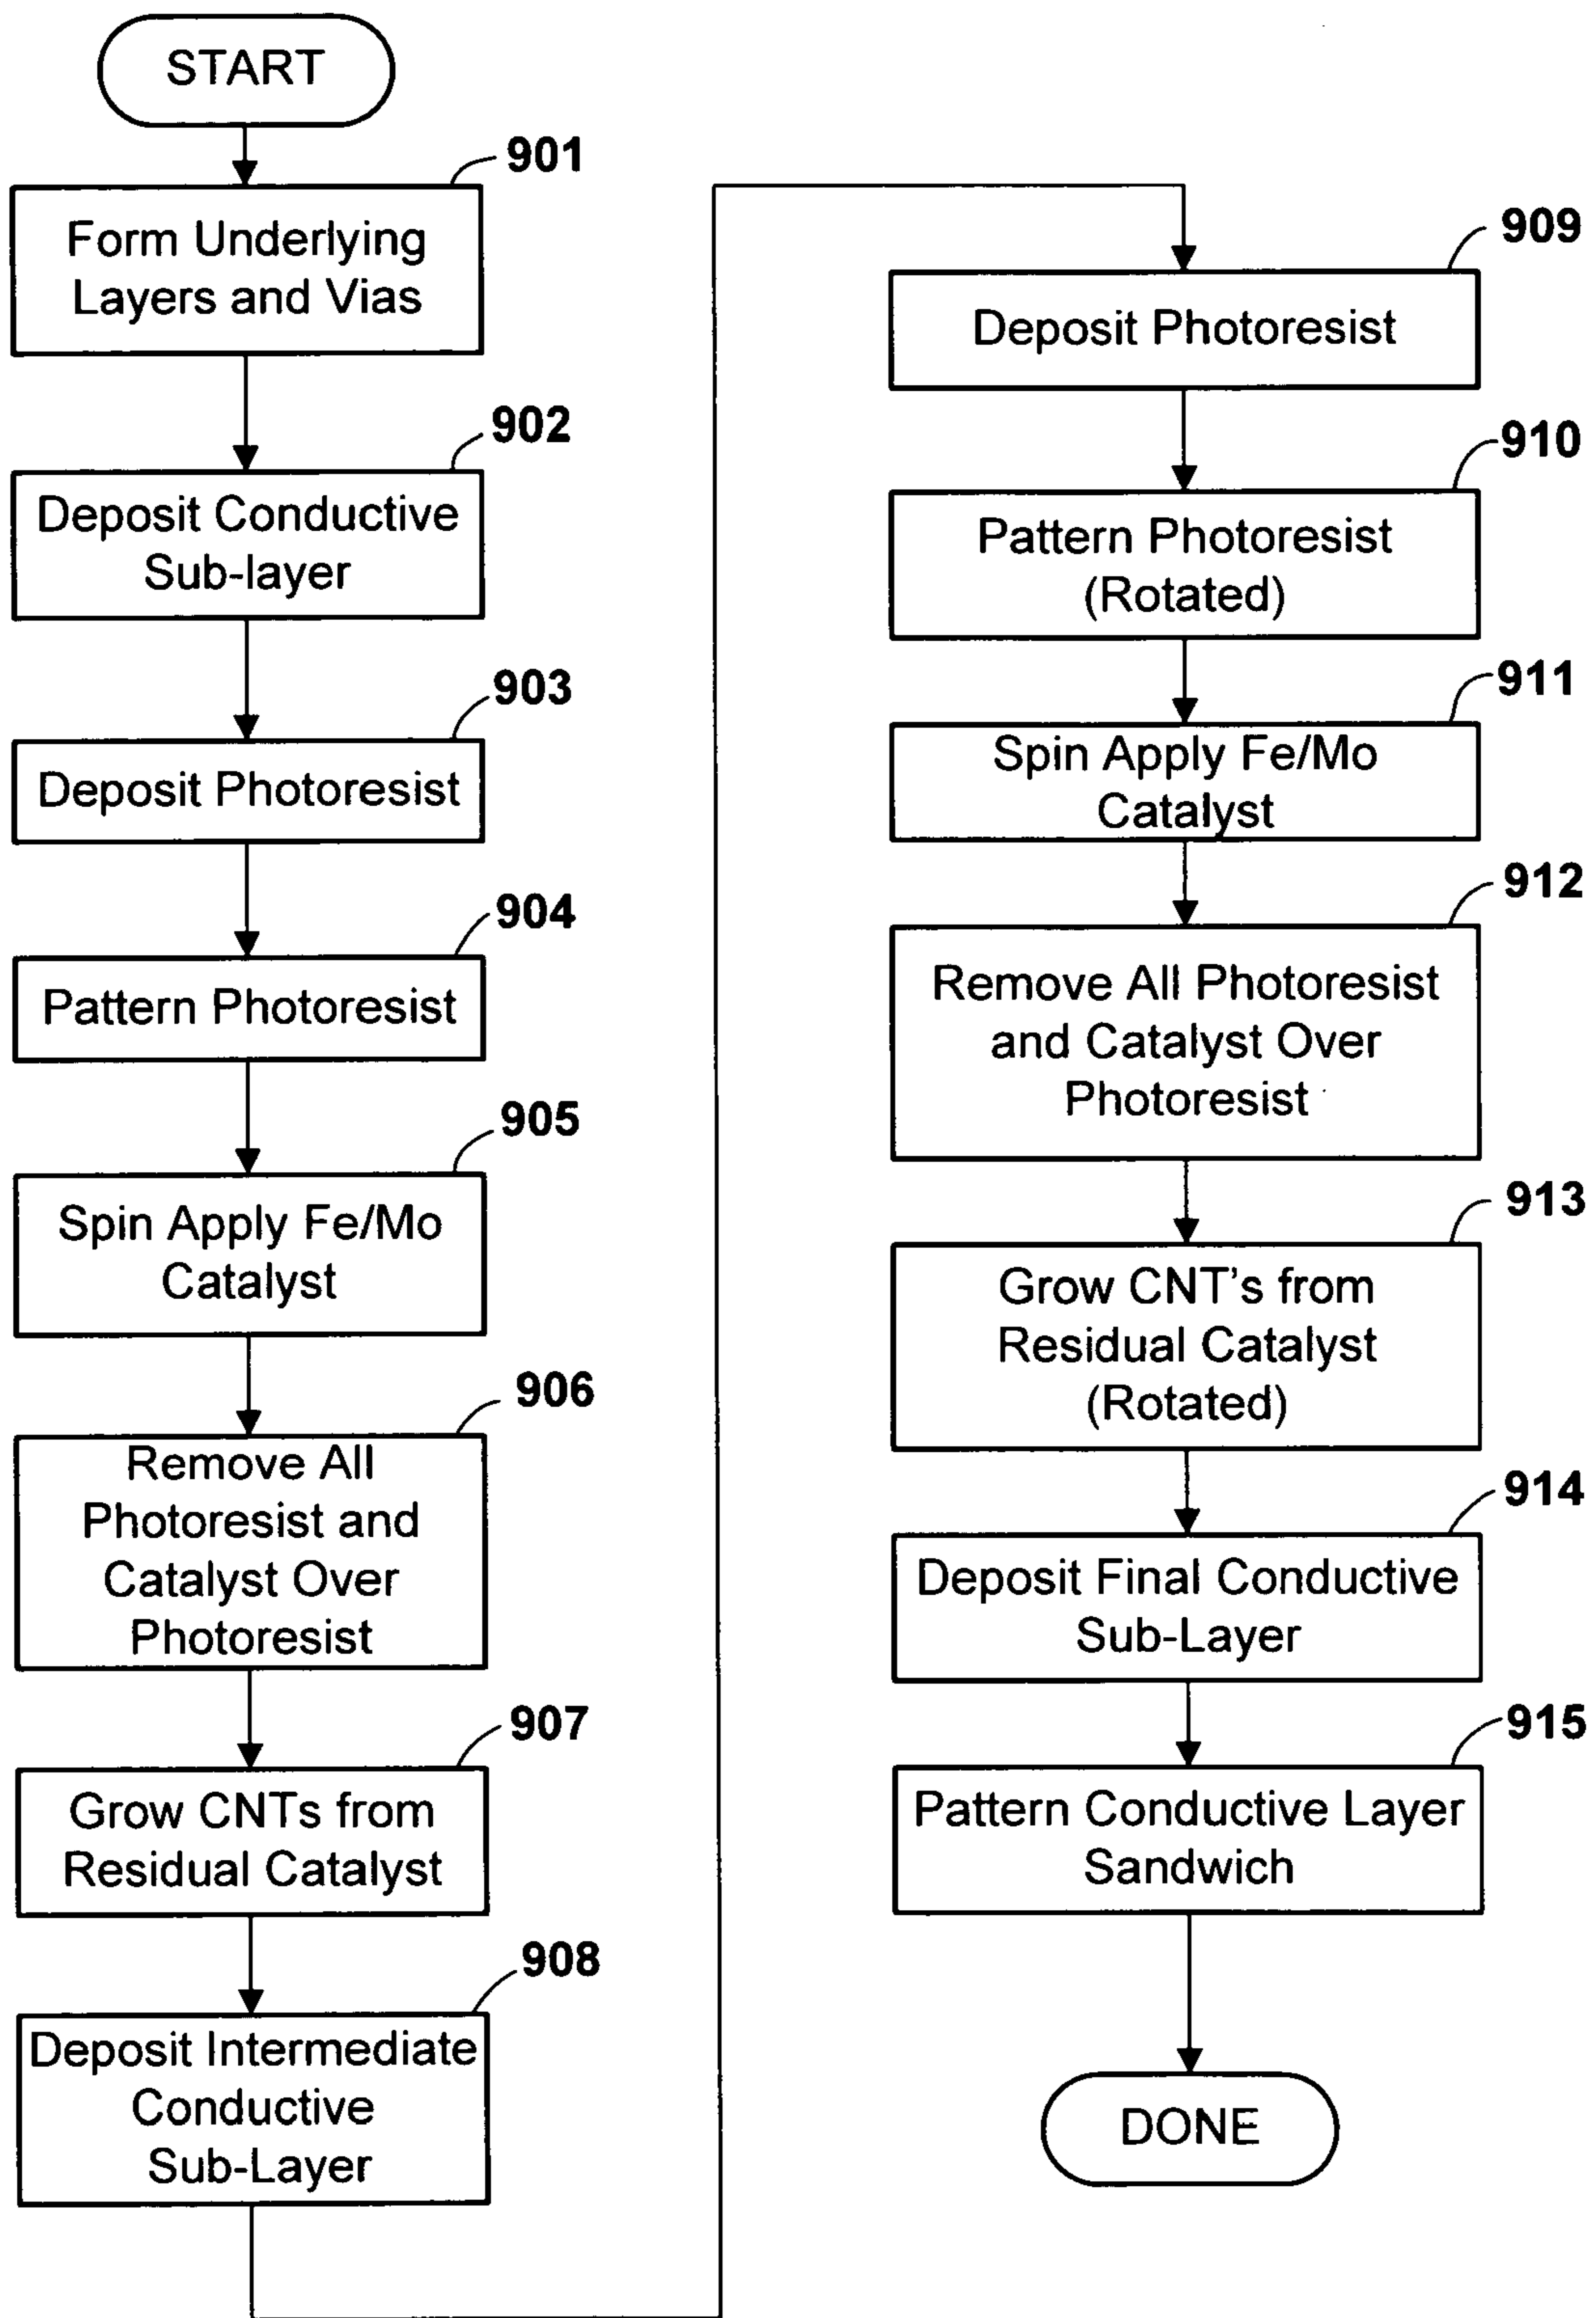 START
901
Form Underlying
Layers and Vias
902
Deposit Conductive
Sub-layer
903
Deposit Photoresist
904
Pattern Photoresist
905
Spin Apply Fe/Mo
Catalyst
906
Remove All
Photoresist and
Catalyst Over
Photoresist
907
Grow CNTs from
Residual Catalyst
908
Deposit Intermediate
Conductive
Sub-Layer
909
Deposit Photoresist
910
Pattern Photoresist
(Rotated)
911
Spin Apply Fe/Mo
Catalyst
912
Remove All Photoresist
and Catalyst Over
Photoresist
913
Grow CNT's from
Residual Catalyst
(Rotated)
914
Deposit Final Conductive
Sub-Layer
915
Pattern Conductive Layer
Sandwich
DONE